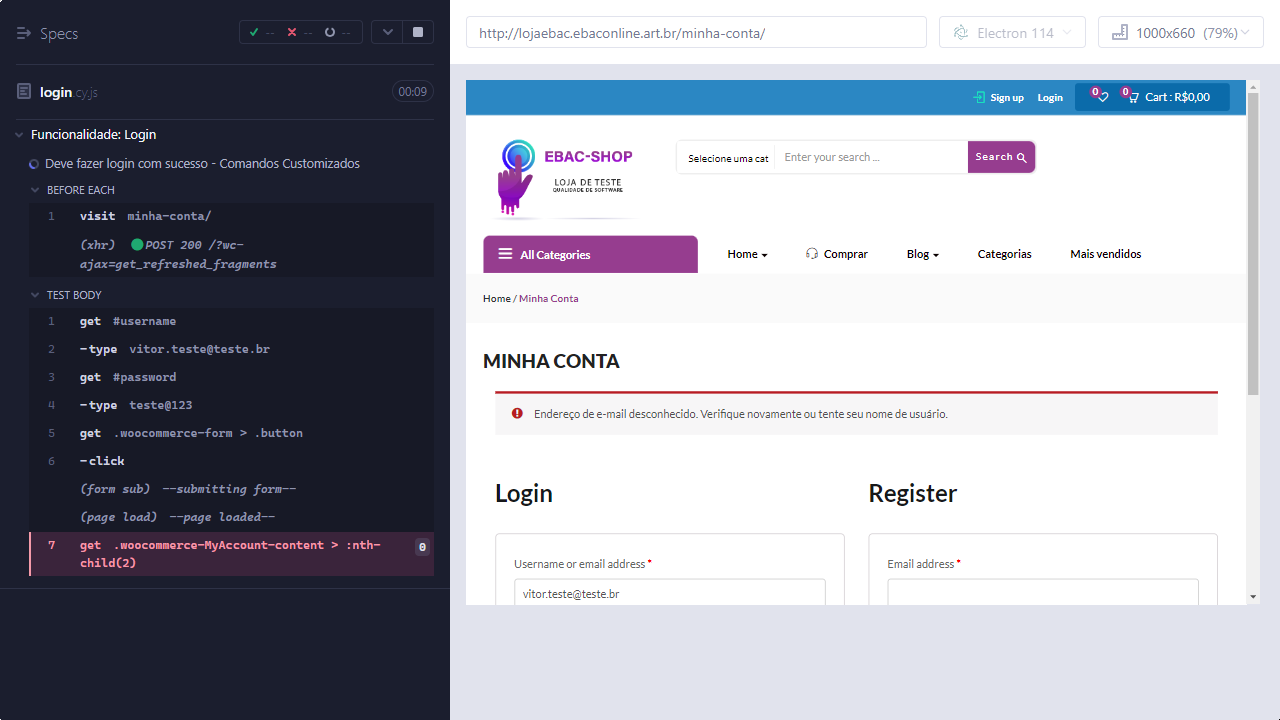 Specs
-- -- --
login.cy.js
00:09
Funcionalidade: Login
Deve fazer login com sucesso - Comandos Customizados
BEFORE EACH
1 visit minha-conta/
(xhr) POST 200 /?wc-
ajax=get_refreshed_fragments
TEST BODY
1 get #username
2 -type vitor.teste@teste.br
3 get #password
4 -type teste@123
5 get .woocommerce-form > .button
6 -click
(form sub) --submitting form--
(page load) --page loaded--
7 get .woocommerce-MyAccount-content > :nth-
child(2)
0
http://lojaebac.ebaconline.art.br/minha-conta/
Electron 114
1000x660 (79%)
Sign up Login 0 0 Cart : R$0,00
EBAC-SHOP
LOJA DE TESTE
QUALIDADE DE SOFTWARE
Selecione uma cat Enter your search ... Search
All Categories Home Comprar Blog Categorias Mais vendidos
Home / Minha Conta
MINHA CONTA
Endereço de e-mail desconhecido. Verifique novamente ou tente seu nome de usuário.
Login Register
Username or email address * Email address *
vitor.teste@teste.br